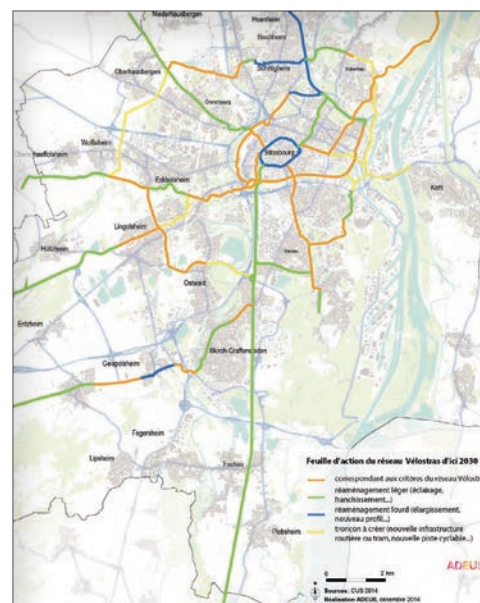 Niederhausbergen
Hoenheim
Bischheim
Oberhausbergen
Schiltigheim
Cronenbourg
Wolfisheim
Strasbourg
Eckbolsheim
Kehl
Lingolsheim
Holtzheim
Ostwald
Entzheim
Illkirch-Graffenstaden
Geispolsheim
Fegersheim
Lipsheim
Eschau
Plobsheim
Feuille d'action du réseau Vélostras d'ici 2030
correspondant aux critères du réseau Vélostra
réaménagement léger (éclairage,
franchissement...)
réaménagement lourd (élargissement,
nouveau profil...)
tronçon à créer (nouvelle infrastructure
routière ou tram, nouvelle piste cyclable...)
ADEUS
0 2 km
Sources: CUS 2014
Réalisation ADEUS, décembre 2014